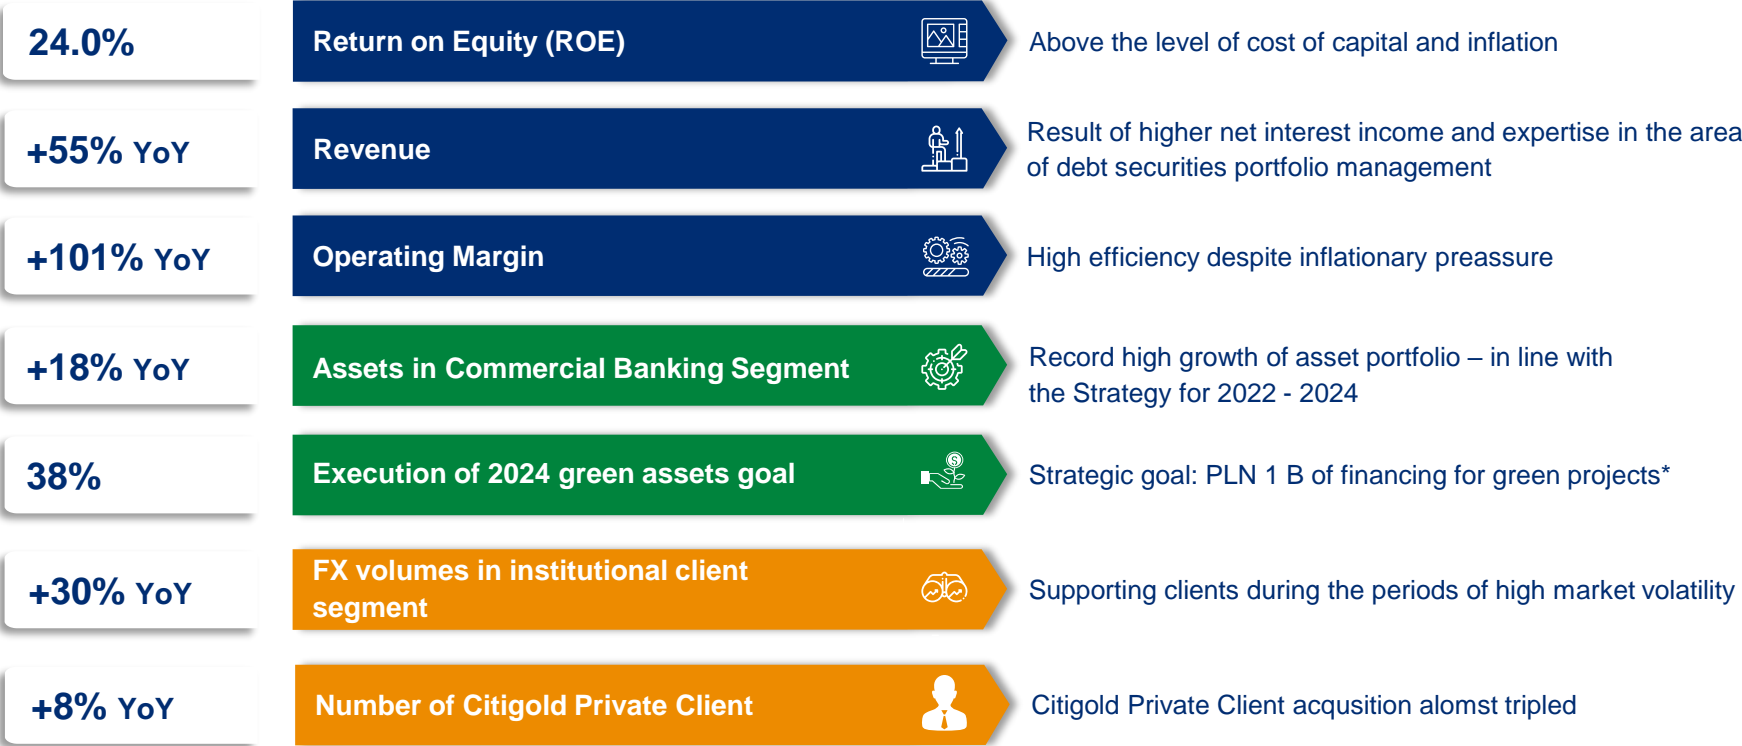 24.0%
Return on Equity (ROE)
Above the level of cost of capital and inflation
+55% YoY
Revenue
Result of higher net interest income and expertise in the area
of debt securities portfolio management
+101% YoY
Operating Margin
High efficiency despite inflationary preassure
+18% YoY
Assets in Commercial Banking Segment
Record high growth of asset portfolio – in line with
the Strategy for 2022 - 2024
38%
Execution of 2024 green assets goal
Strategic goal: PLN 1 B of financing for green projects*
+30% YoY
FX volumes in institutional client
segment
Supporting clients during the periods of high market volatility
+8% YoY
Number of Citigold Private Client
Citigold Private Client acqusition alomst tripled